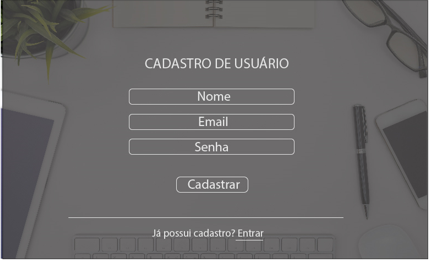 CADASTRO DE USUÁRIO
Nome
Email
Senha
Cadastrar
Já possui cadastro? Entrar